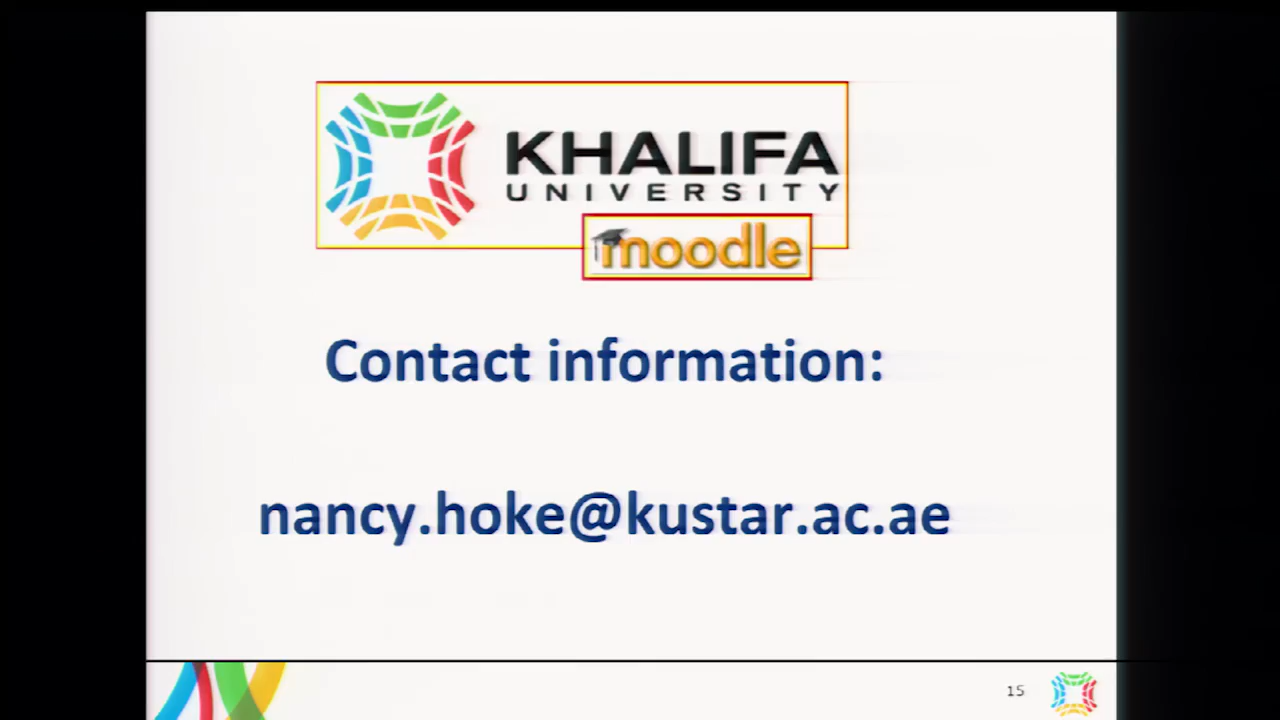 KHALIFA
UNIVERSITY
moodle
Contact information:
nancy.hoke@kustar.ac.ae
15